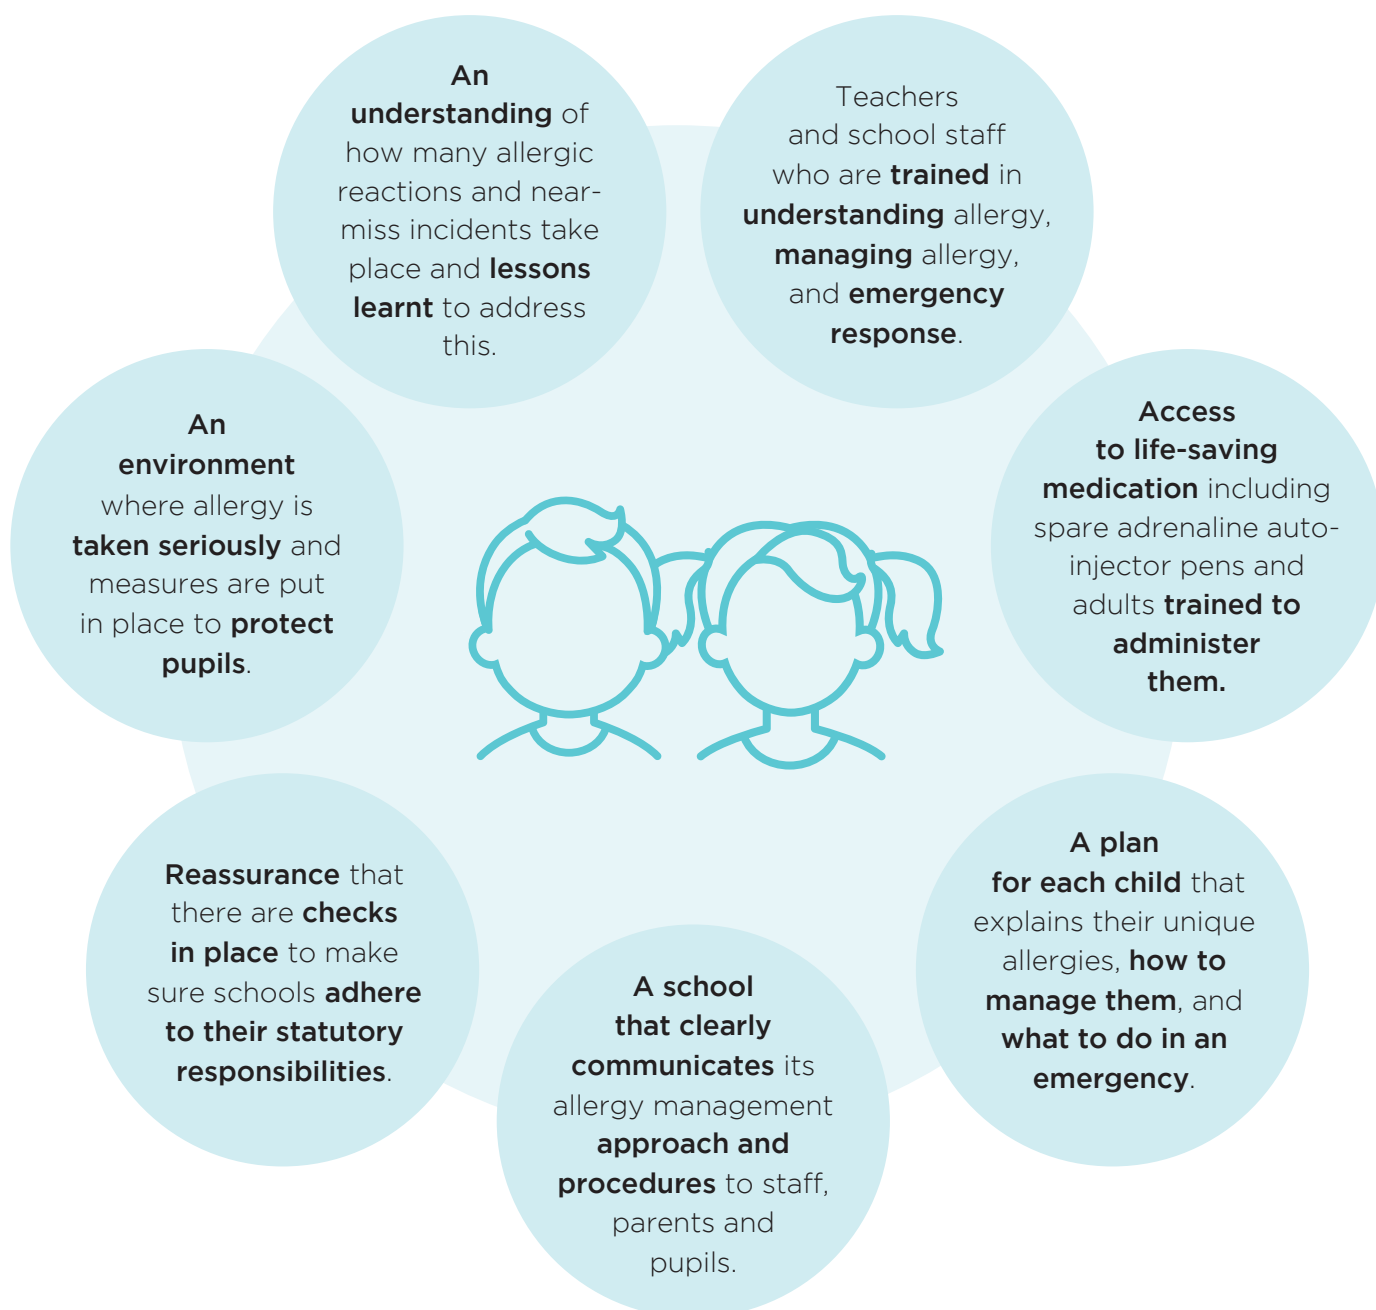 An
understanding of
how many allergic
reactions and near-
miss incidents take
place and lessons
learnt to address
this.
Teachers
and school staff
who are trained in
understanding allergy,
managing allergy,
and emergency
response.
An
environment
where allergy is
taken seriously and
measures are put
in place to protect
pupils.
Access
to life-saving
medication including
spare adrenaline auto-
injector pens and
adults trained to
administer
them.
Reassurance that
there are checks
in place to make
sure schools adhere
to their statutory
responsibilities.
A school
that clearly
communicates its
allergy management
approach and
procedures to staff,
parents and
pupils.
A plan
for each child that
explains their unique
allergies, how to
manage them, and
what to do in an
emergency.